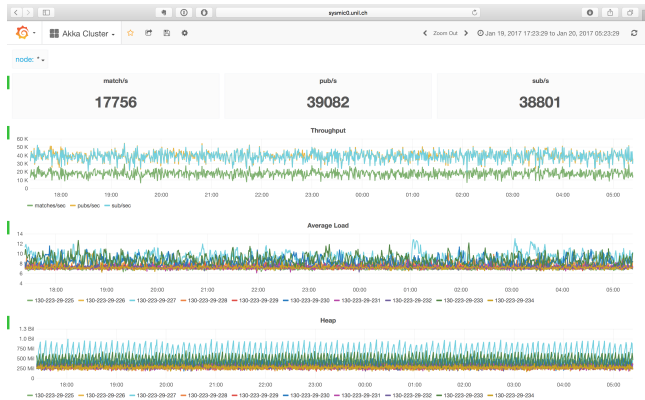 sysmic0.unil.ch
Akka Cluster
Zoom Out
Jan 19, 2017 17:23:29 to Jan 20, 2017 05:23:29
node: *
match/s
pub/s
sub/s
17756
39082
38801
Throughput
60 K
50 K
40 K
30 K
20 K
10 K
0
18:00 19:00 20:00 21:00 22:00 23:00 00:00 01:00 02:00 03:00 04:00 05:00
matches/sec pubs/sec sub/sec
Average Load
14
12
10
8
6
4
18:00 19:00 20:00 21:00 22:00 23:00 00:00 01:00 02:00 03:00 04:00 05:00
130-223-29-225 130-223-29-226 130-223-29-227 130-223-29-228 130-223-29-229 130-223-29-230 130-223-29-231 130-223-29-232 130-223-29-233 130-223-29-234
Heap
1.3 Bil
1.0 Bil
750 Mil
500 Mil
250 Mil
0
18:00 19:00 20:00 21:00 22:00 23:00 00:00 01:00 02:00 03:00 04:00 05:00
130-223-29-225 130-223-29-226 130-223-29-227 130-223-29-228 130-223-29-229 130-223-29-230 130-223-29-231 130-223-29-232 130-223-29-233 130-223-29-234